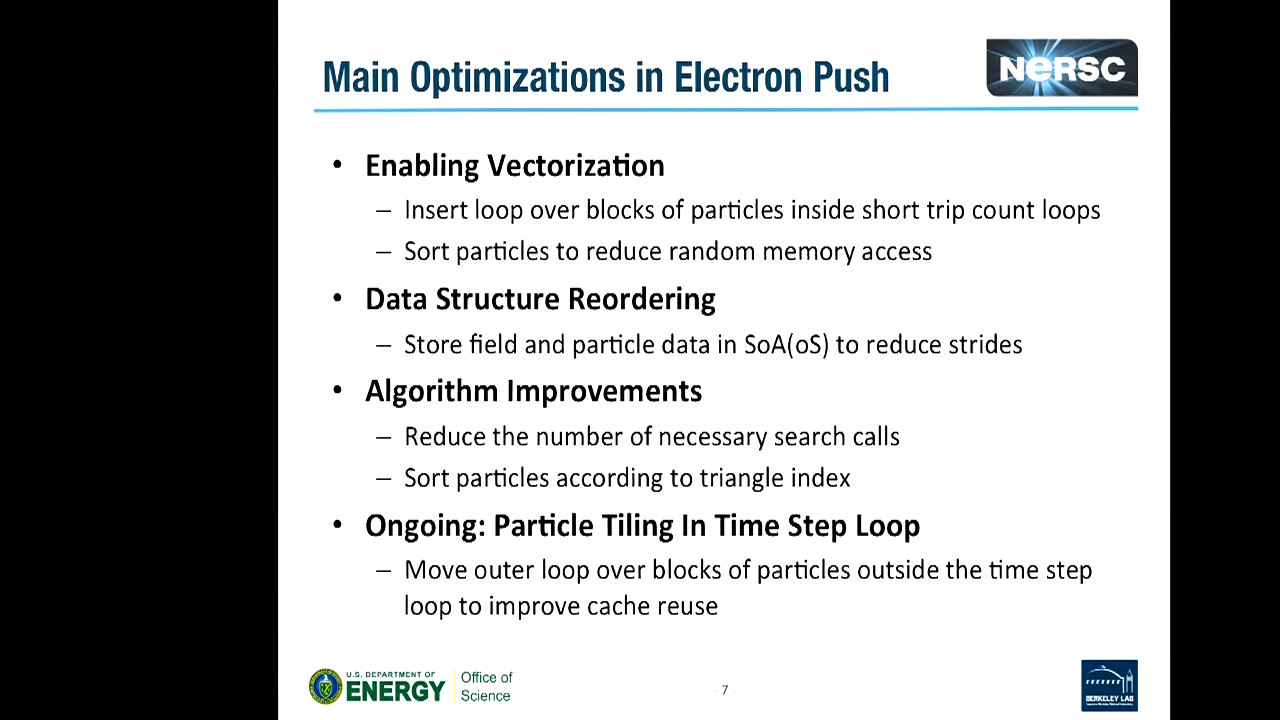 Main Optimizations in Electron Push
NERSC
• Enabling Vectorization
– Insert loop over blocks of particles inside short trip count loops
– Sort particles to reduce random memory access
• Data Structure Reordering
– Store field and particle data in SoA(oS) to reduce strides
• Algorithm Improvements
– Reduce the number of necessary search calls
– Sort particles according to triangle index
• Ongoing: Particle Tiling In Time Step Loop
– Move outer loop over blocks of particles outside the time step
loop to improve cache reuse
U.S. DEPARTMENT OF
ENERGY
Office of
Science
- 7 -
BERKELEY LAB